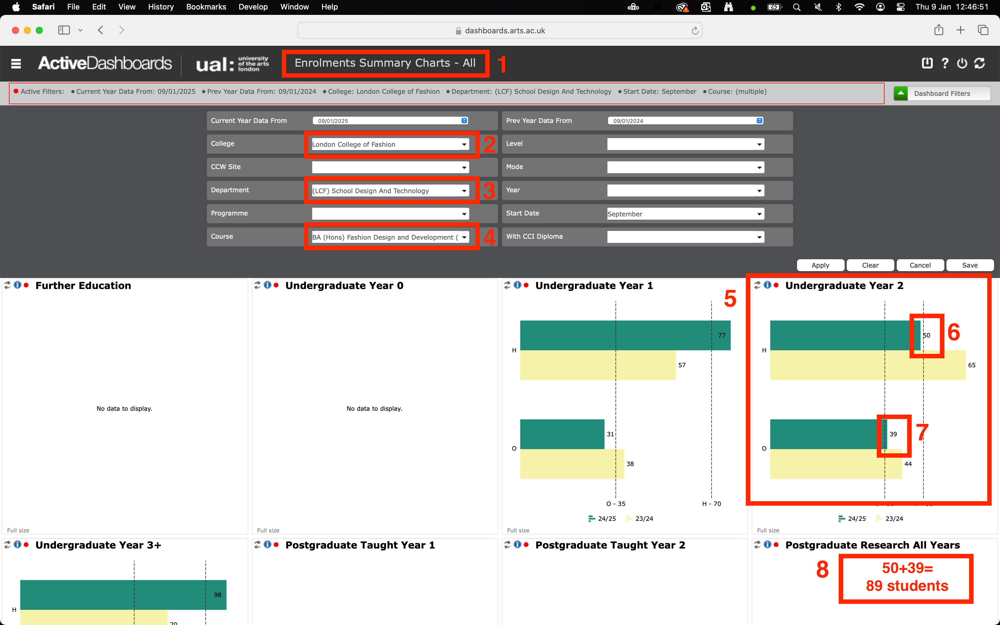 Safari File Edit View History Bookmarks Develop Window Help Thu 9 Jan 12:46:51
dashboards.arts.ac.uk
ActiveDashboards ual: university of the arts london Enrolments Summary Charts - All 1 ?
Active Filters: Current Year Data From: 09/01/2025 Prev Year Data From: 09/01/2024 College: London College of Fashion Department: (LCF) School Design And Technology Start Date: September Course: (multiple) Dashboard Filters
Current Year Data From 09/01/2025 Prev Year Data From 09/01/2024
College London College of Fashion 2 Level
CCW Site Mode
Department (LCF) School Design And Technology 3 Year
Programme Start Date September
Course BA (Hons) Fashion Design and Development ( 4 With CCI Diploma
Apply Clear Cancel Save
Further Education Undergraduate Year 0 Undergraduate Year 1 Undergraduate Year 2
5
77 50 6
H H
57 65
No data to display. No data to display.
31 39 7
O O
38 44
O - 35 H - 70
24/25 23/24 24/25 23/24
Full size Full size Full size Full size
Undergraduate Year 3+ Postgraduate Taught Year 1 Postgraduate Taught Year 2 Postgraduate Research All Years
8 50+39=
89 students
98
H
70